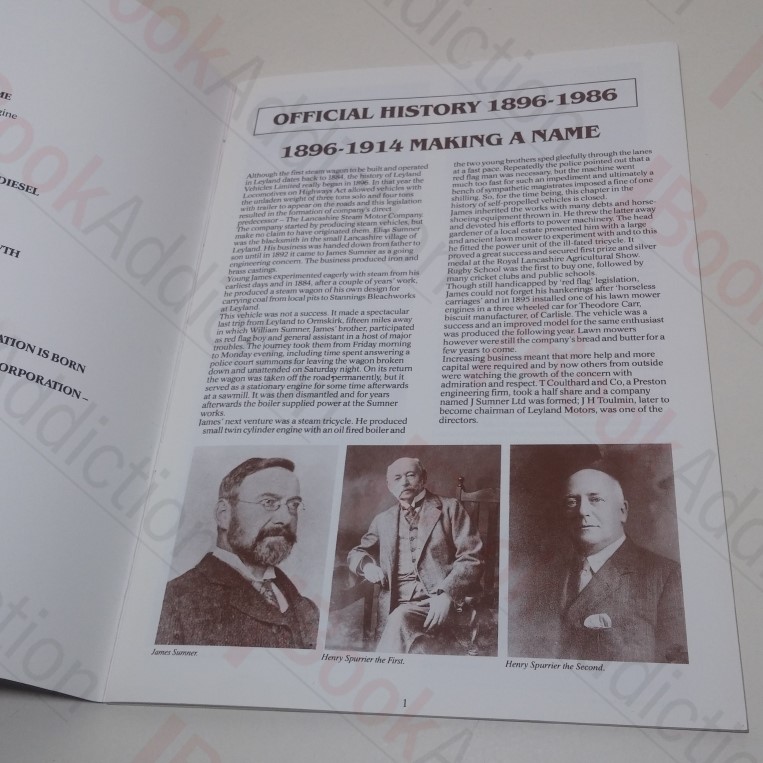 ME
gine
DIESEL
TH
ATION IS BORN
ORPORATION –
OFFICIAL HISTORY 1896-1986
1896-1914 MAKING A NAME
Although the first steam wagon to be built and operated
in Leyland dates back to 1884, the history of Leyland
Vehicles Limited really began in 1896. In that year the
Locomotives on Highways Act allowed vehicles with
the unladen weight of three tons solo and four tons
with trailer to appear on the roads and this legislation
resulted in the formation of company's direct
predecessor – The Lancashire Steam Motor Company.
The company started by producing steam vehicles, but
make no claim to have originated them. Elias Sumner
was the blacksmith in the small Lancashire village of
Leyland. His business was handed down from father to
son until in 1892 it came to James Sumner as a going
engineering concern. The business produced iron and
brass castings.
Young James experimented eagerly with steam from his
earliest days and in 1884, after a couple of years' work,
he produced a steam wagon of his own design for
carrying coal from local pits to Stannings Bleachworks
at Leyland.
This vehicle was not a success. It made a spectacular
last trip from Leyland to Ormskirk, fifteen miles away
in which William Sumner, James' brother, participated
as red flag boy and general assistant in a host of major
troubles. The journey took them from Friday morning
to Monday evening, including time spent answering a
police court summons for leaving the wagon broken
down and unattended on Saturday night. On its return
the wagon was taken off the road permanently, but it
served as a stationary engine for some time afterwards
at a sawmill. It was then dismantled and for years
afterwards the boiler supplied power at the Sumner
works.
James' next venture was a steam tricycle. He produced
small twin cylinder engine with an oil fired boiler and
the two young brothers sped gleefully through the lanes
at a fast pace. Repeatedly the police pointed out that a
red flag man was necessary, but the machine went
much too fast for such an impediment and ultimately a
bench of sympathetic magistrates imposed a fine of one
shilling. So, for the time being, this chapter in the
history of self-propelled vehicles is closed.
James inherited the works with many debts and horse-
shoeing equipment thrown in. He threw the latter away
and devoted his efforts to power machinery. The head
gardener of a local estate presented him with a large
and ancient lawn mower to experiment with and to this
he fitted the power unit of the ill-fated tricycle. It
proved a great success and secured first prize and silver
medal at the Royal Lancashire Agricultural Show.
Rugby School was the first to buy one, followed by
many cricket clubs and public schools.
Though still handicapped by 'red flag' legislation,
James could not forget his hankerings after 'horseless
carriages' and in 1895 installed one of his lawn mower
engines in a three wheeled car for Theodore Carr,
biscuit manufacturer, of Carlisle. The vehicle was a
success and an improved model for the same enthusiast
was produced the following year. Lawn mowers
however were still the company's bread and butter for a
few years to come.
Increasing business meant that more help and more
capital were required and by now others from outside
were watching the growth of the concern with
admiration and respect. T Coulthard and Co, a Preston
engineering firm, took a half share and a company
named J Sumner Ltd was formed; J H Toulmin, later to
become chairman of Leyland Motors, was one of the
directors.
James Sumner.
Henry Spurrier the First.
Henry Spurrier the Second.
1
BookAddiction